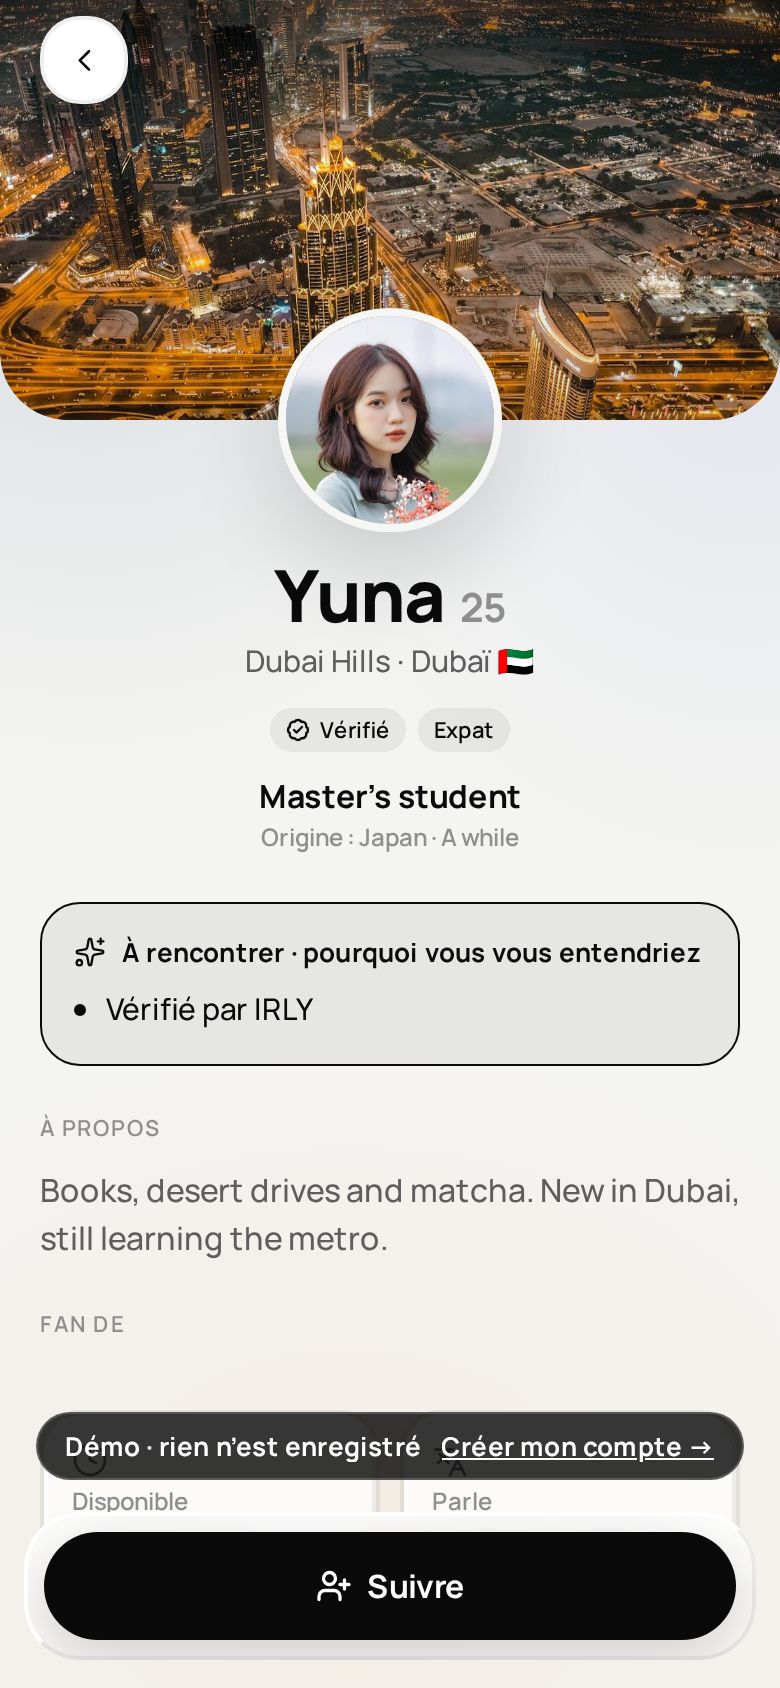 Yuna 25
Dubai Hills · Dubaï 🇦🇪
Vérifié Expat
Master’s student
Origine : Japan · A while
À rencontrer · pourquoi vous vous entendriez
• Vérifié par IRLY
À PROPOS
Books, desert drives and matcha. New in Dubai,
still learning the metro.
FAN DE
Démo · rien n’est enregistré Créer mon compte →
Disponible Parle
Suivre